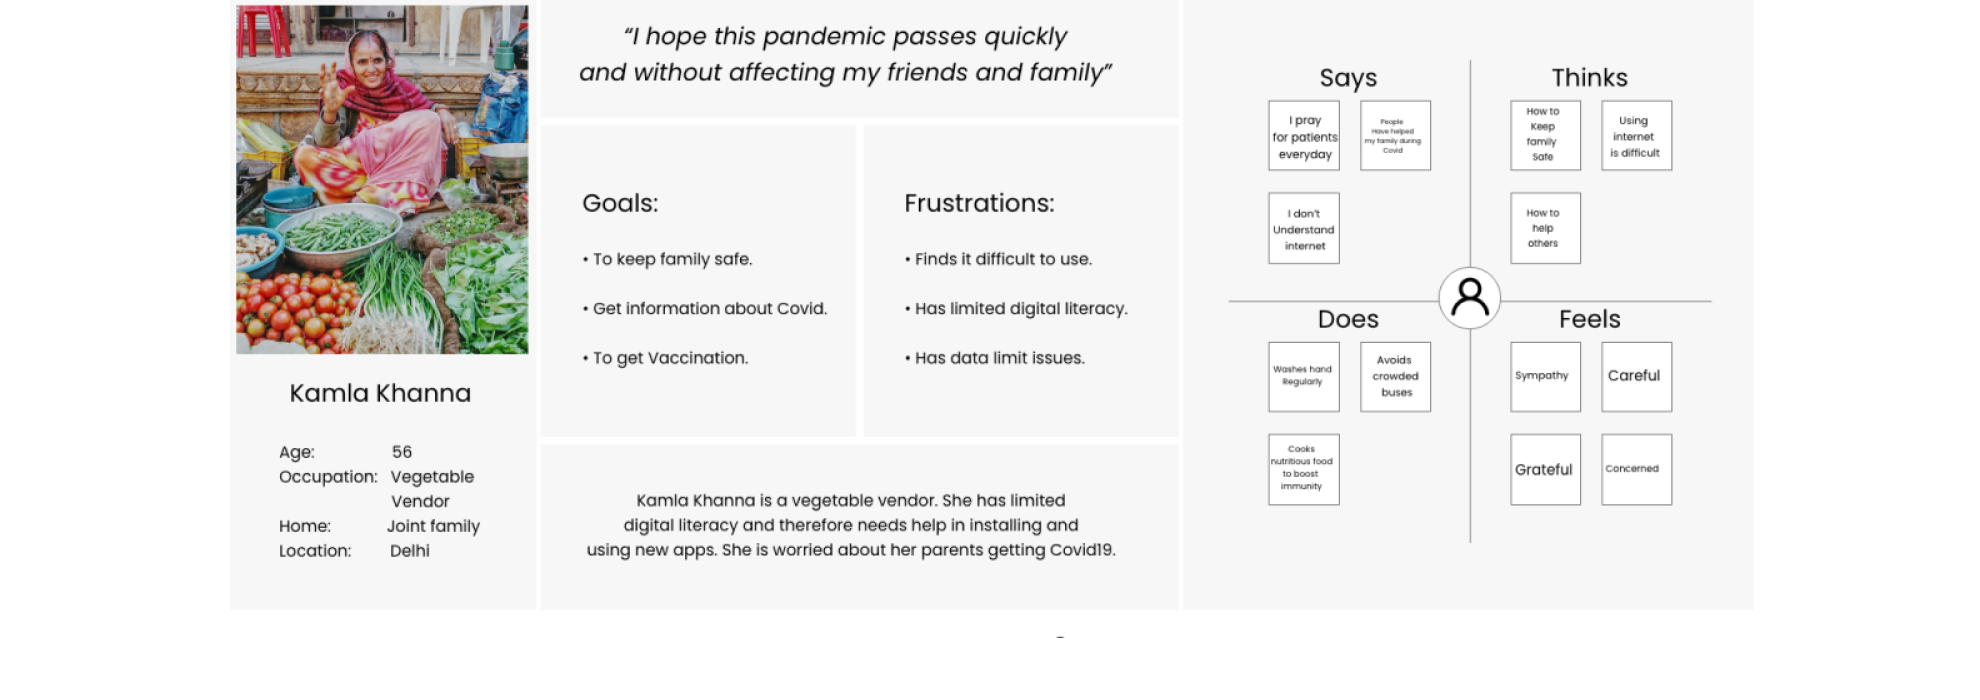 Kamla Khanna
Age: 56
Occupation: Vegetable
Vendor
Home: Joint family
Location: Delhi
“I hope this pandemic passes quickly
and without affecting my friends and family”
Goals:
• To keep family safe.
• Get information about Covid.
• To get Vaccination.
Frustrations:
• Finds it difficult to use.
• Has limited digital literacy.
• Has data limit issues.
Kamla Khanna is a vegetable vendor. She has limited
digital literacy and therefore needs help in installing and
using new apps. She is worried about her parents getting Covid19.
Says
I pray
for patients
everyday
People
Have helped
my family during
Covid
I don't
Understand
internet
Thinks
How to
Keep
family
Safe
Using
internet
is difficult
How to
help
others
Does
Washes hand
Regularly
Avoids
crowded
buses
Cooks
nutritious food
to boost
immunity
Feels
Sympathy
Careful
Grateful
Concerned